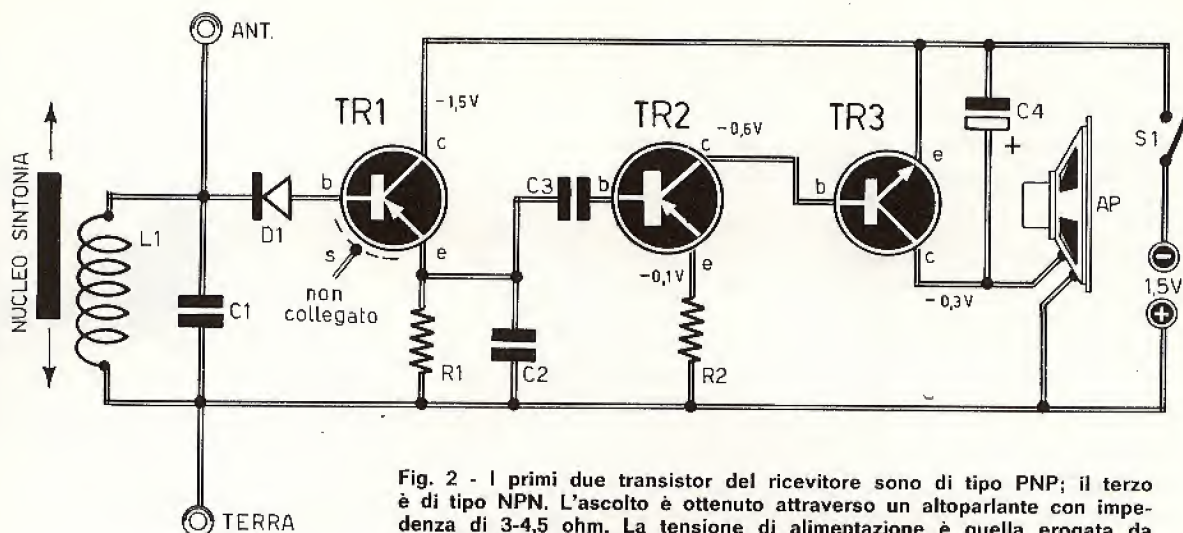 ANT.
NUCLEO SINTONIA
L1
C1
D1
TR1
b
c
e
s
-1,5V
non
collegato
R1
C2
C3
TR2
b
c
e
-0,6V
-0,1V
R2
TR3
b
e
c
-0,3V
C4
+
AP
S1
-
1,5V
+
TERRA
Fig. 2 - I primi due transistor del ricevitore sono di tipo PNP; il terzo
è di tipo NPN. L'ascolto è ottenuto attraverso un altoparlante con impe-
denza di 3-4,5 ohm. La tensione di alimentazione è quella erogata da